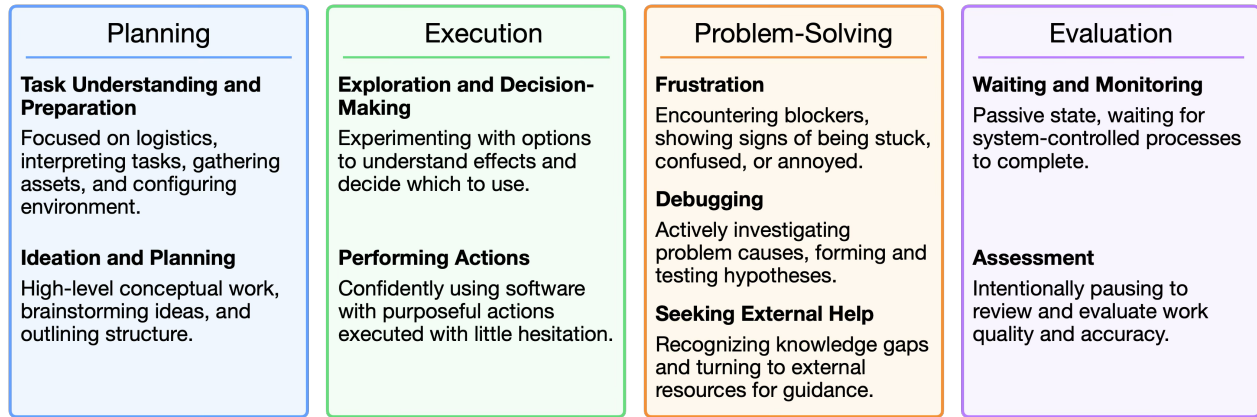 Planning
Task Understanding and
Preparation
Focused on logistics,
interpreting tasks, gathering
assets, and configuring
environment.
Ideation and Planning
High-level conceptual work,
brainstorming ideas, and
outlining structure.
Execution
Exploration and Decision-
Making
Experimenting with options
to understand effects and
decide which to use.
Performing Actions
Confidently using software
with purposeful actions
executed with little hesitation.
Problem-Solving
Frustration
Encountering blockers,
showing signs of being stuck,
confused, or annoyed.
Debugging
Actively investigating
problem causes, forming and
testing hypotheses.
Seeking External Help
Recognizing knowledge gaps
and turning to external
resources for guidance.
Evaluation
Waiting and Monitoring
Passive state, waiting for
system-controlled processes
to complete.
Assessment
Intentionally pausing to
review and evaluate work
quality and accuracy.